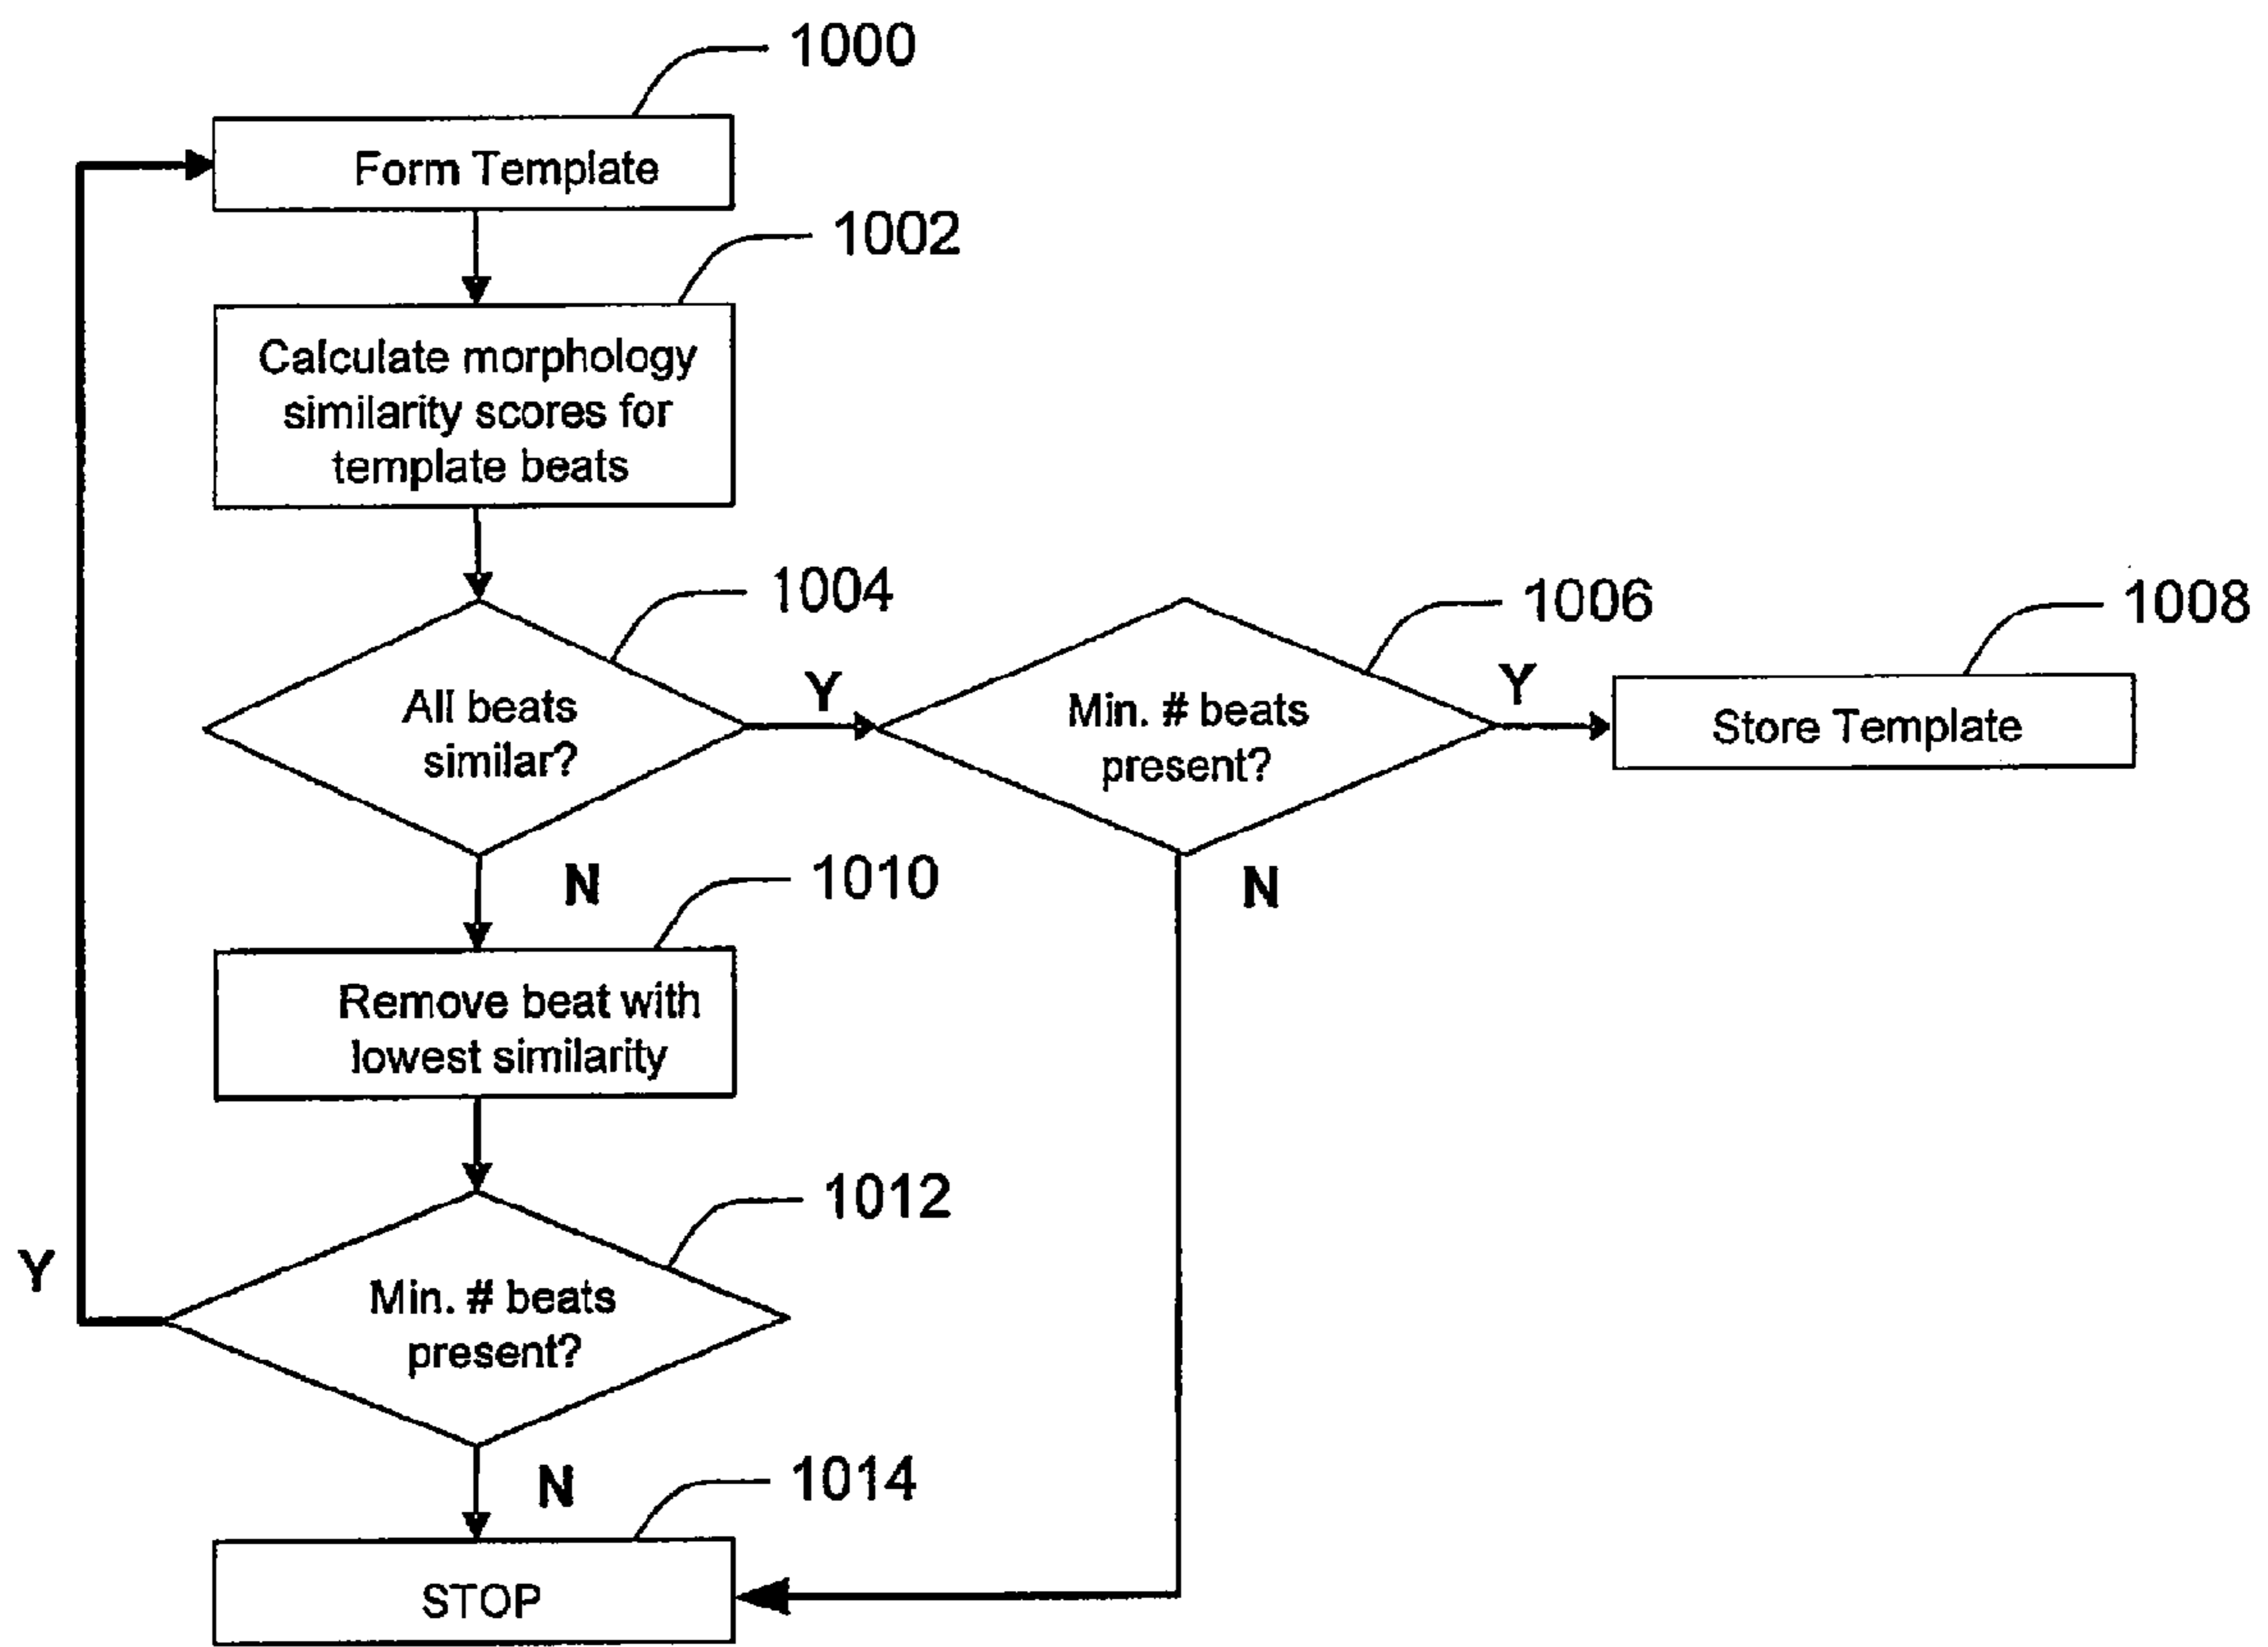 1000
Form Template
1002
Calculate morphology
similarity scores for
template beats
1004
All beats
similar?
Y
1006
Min. # beats
present?
Y
1008
Store Template
N
N
1010
Remove beat with
lowest similarity
1012
Min. # beats
present?
Y
N
1014
STOP